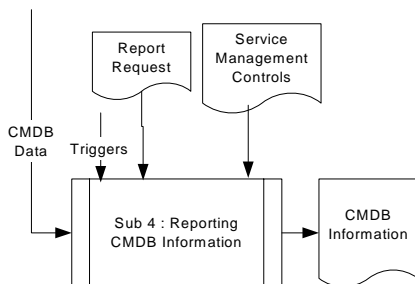 Report
Request
Service
Management
Controls
CMDB
Data
Triggers
Sub 4 : Reporting
CMDB Information
CMDB
Information